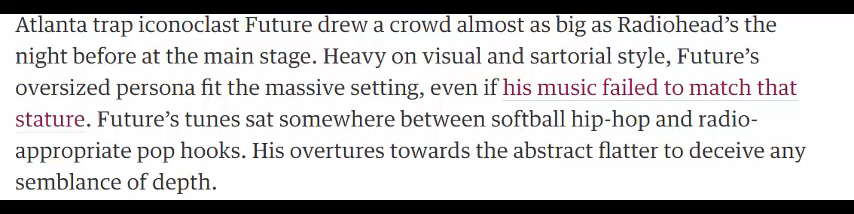 Atlanta trap iconoclast Future drew a crowd almost as big as Radiohead’s the
night before at the main stage. Heavy on visual and sartorial style, Future’s
oversized persona fit the massive setting, even if his music failed to match that
stature. Future’s tunes sat somewhere between softball hip-hop and radio-
appropriate pop hooks. His overtures towards the abstract flatter to deceive any
semblance of depth.